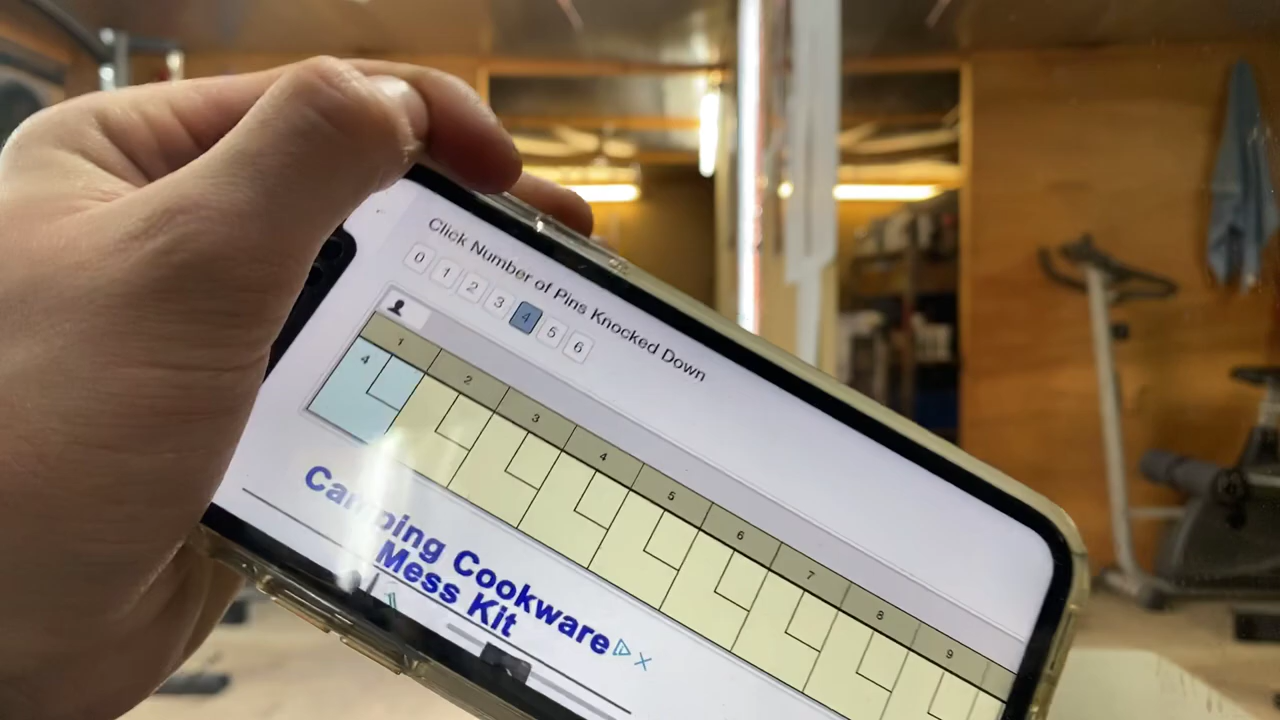 Click Number of Pins Knocked Down
0 1 2 3 4 5 6
1 2 3 4 5 6 7 8 9
4
Camping Cookware
Mess Kit